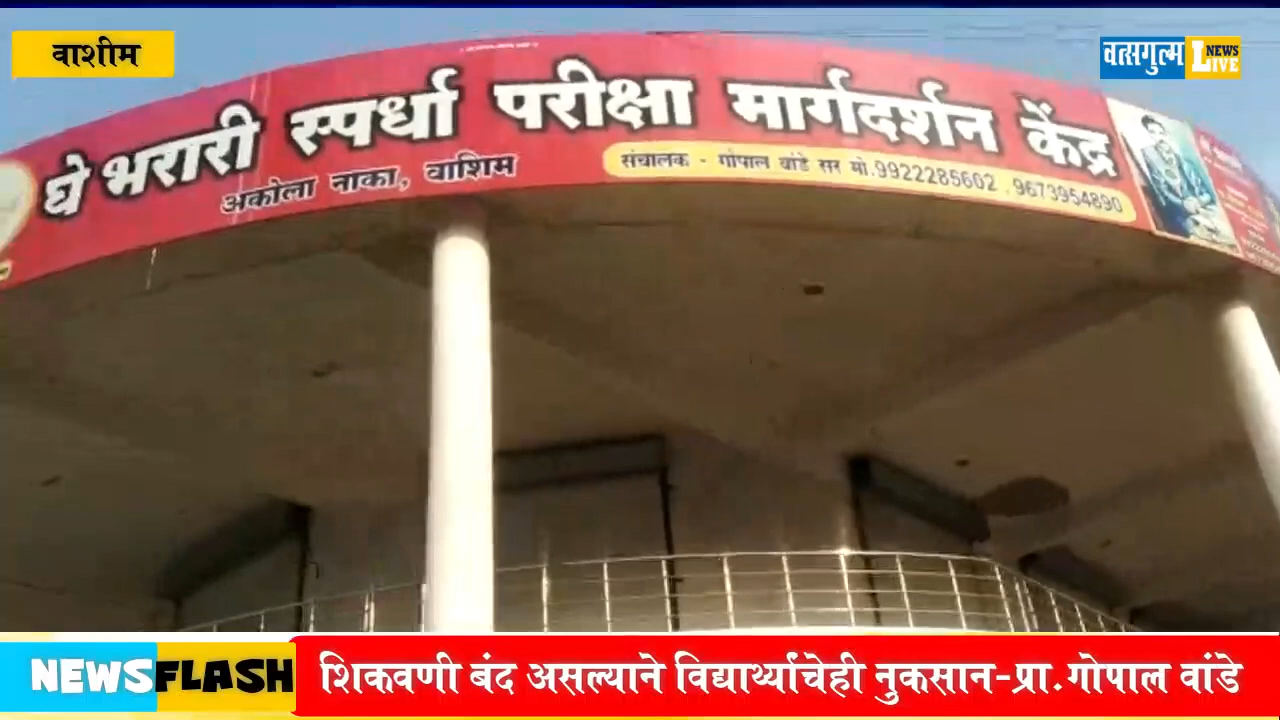 वाशीम
वत्सगुल्म NEWS LIVE
घे भरारी स्पर्धा परीक्षा मार्गदर्शन केंद्र
अकोला नाका, वाशिम
संचालक - गोपाल वांडे सर मो.9922285602 , 9673954890
NEWSFLASH
शिकवणी बंद असल्याने विद्यार्थ्यांचेही नुकसान-प्रा.गोपाल वांडे